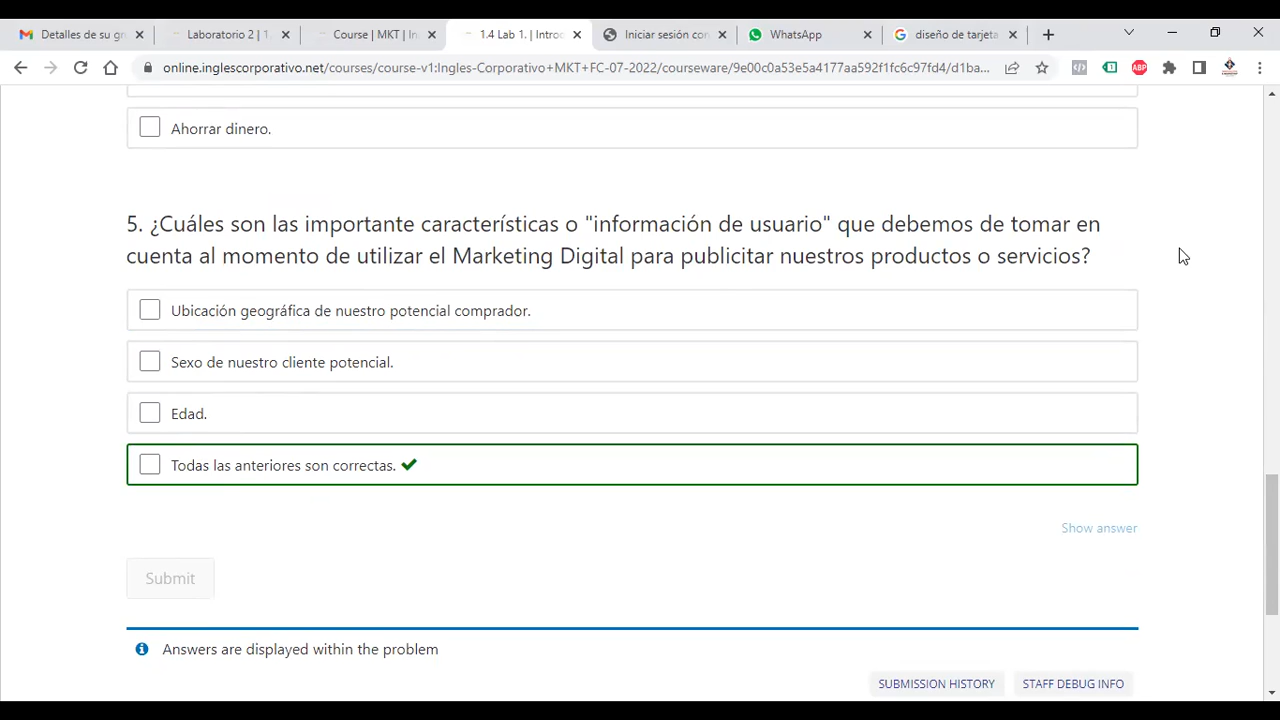 Detalles de su gru
Laboratorio 2 | 1.
Course | MKT | In
1.4 Lab 1. | Introd
Iniciar sesión con
WhatsApp
diseño de tarjeta
online.inglescorporativo.net/courses/course-v1:Ingles-Corporativo+MKT+FC-07-2022/courseware/9e00c0a53e5a4177aa592f1fc6c97fd4/d1ba...
ABP
Ahorrar dinero.
5. ¿Cuáles son las importante características o "información de usuario" que debemos de tomar en
cuenta al momento de utilizar el Marketing Digital para publicitar nuestros productos o servicios?
Ubicación geográfica de nuestro potencial comprador.
Sexo de nuestro cliente potencial.
Edad.
Todas las anteriores son correctas.
Show answer
Submit
Answers are displayed within the problem
SUBMISSION HISTORY
STAFF DEBUG INFO